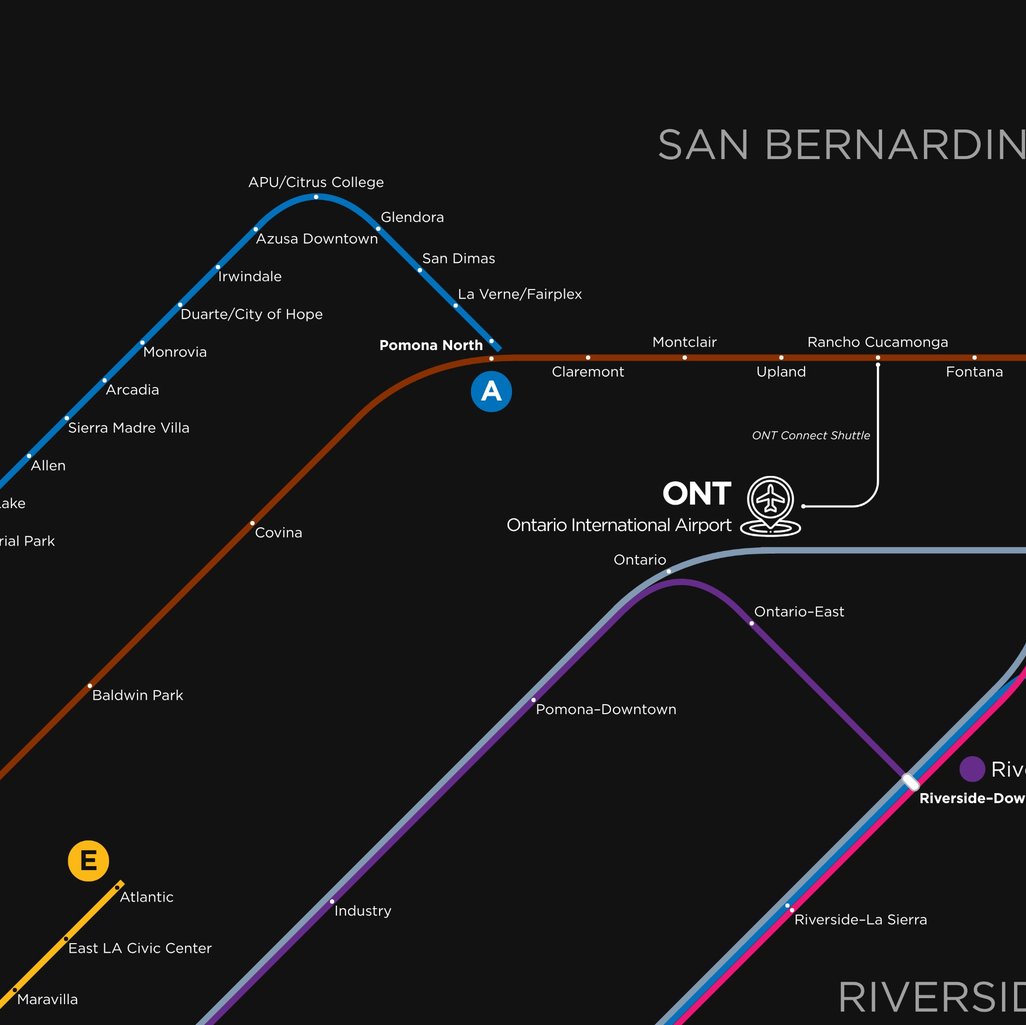 SAN BERNARDIN
APU/Citrus College
Glendora
Azusa Downtown
San Dimas
Irwindale
La Verne/Fairplex
Duarte/City of Hope
Pomona North
Monrovia
Montclair
Rancho Cucamonga
Claremont
Upland
Fontana
A
Arcadia
Sierra Madre Villa
ONT Connect Shuttle
Allen
ONT
ake
Ontario International Airport
Covina
rial Park
Ontario
Ontario–East
Baldwin Park
Pomona–Downtown
Riv
Riverside–Dow
E
Atlantic
Industry
Riverside–La Sierra
East LA Civic Center
Maravilla
RIVERSID